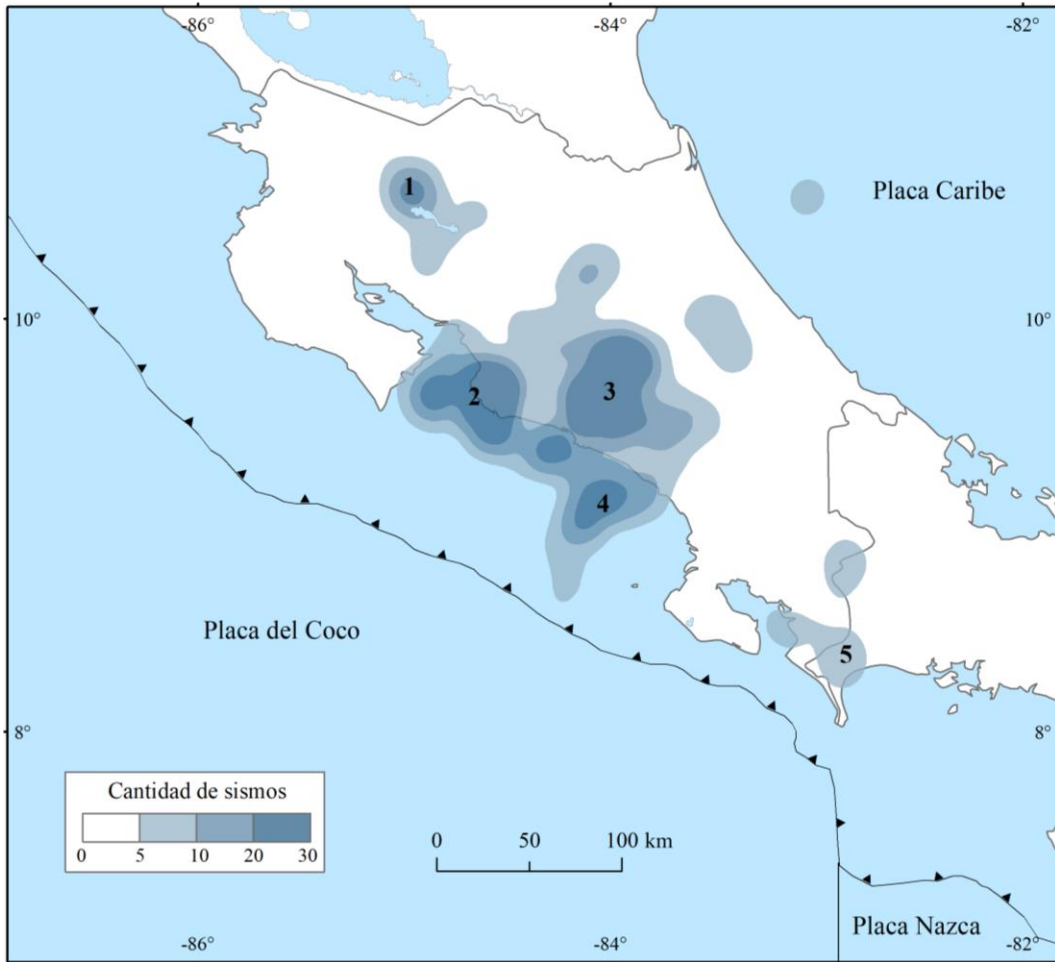 -86° -84° -82°
1
Placa Caribe
10° 10°
2 3
4
Placa del Coco
5
8° 8°
Cantidad de sismos
0 5 10 20 30
0 50 100 km
Placa Nazca
-86° -84° -82°